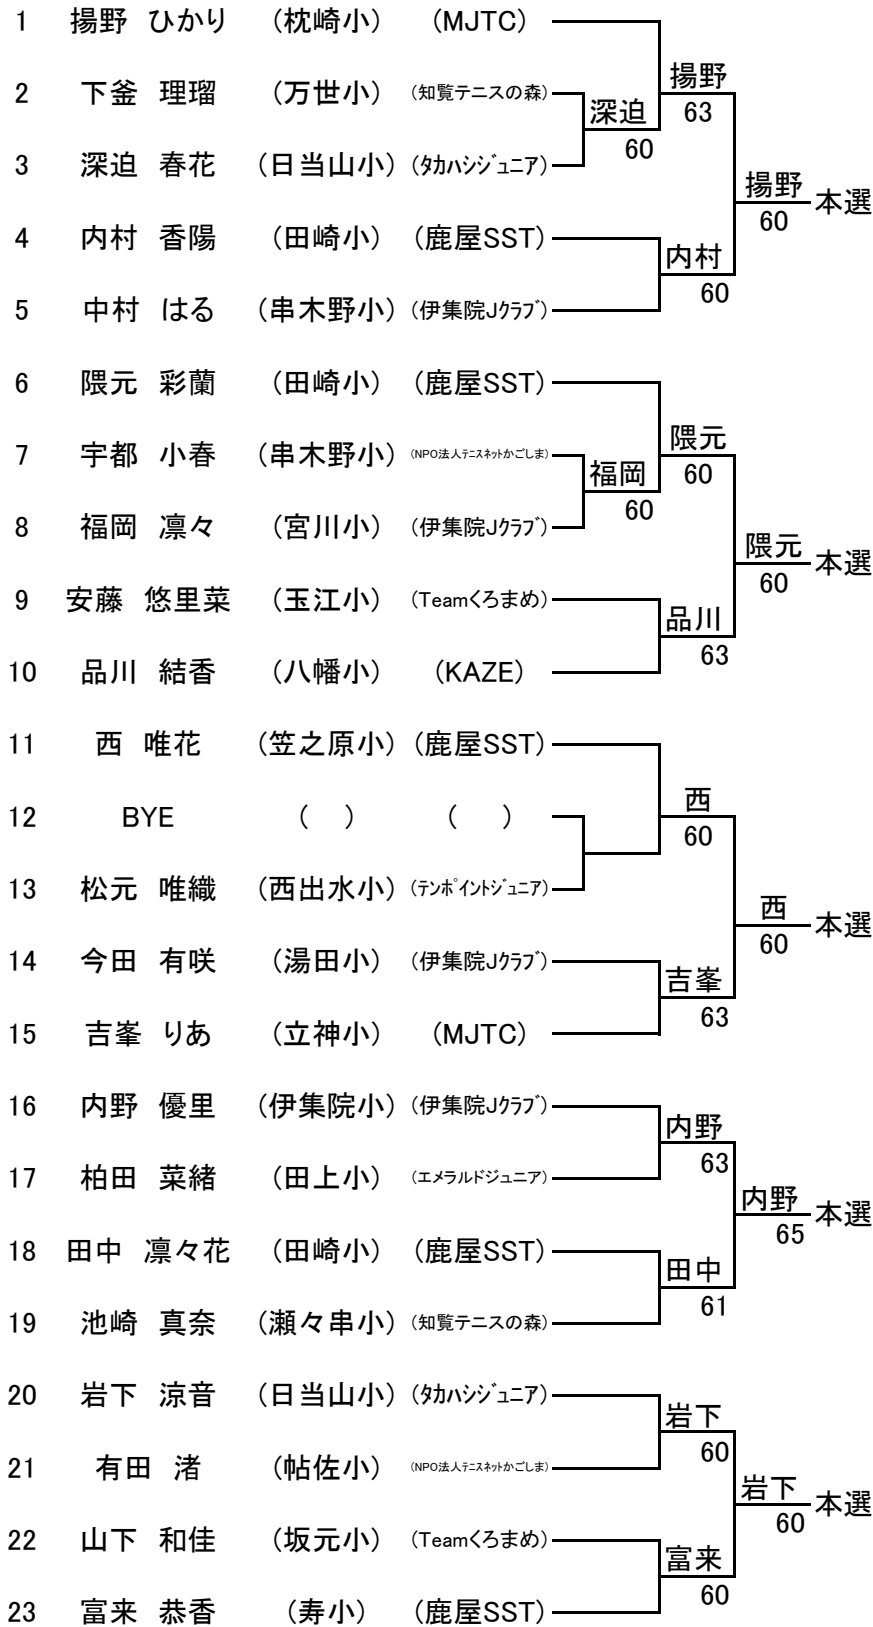 1 揚野 ひかり (枕崎小) (MJTC)
揚野
2 下釜 理瑠 (万世小) (知覧テニスの森)
深迫 63
60
3 深迫 春花 (日当山小) (ﾀｶﾊｼｼﾞｭﾆｱ)
揚野 本選
60
4 内村 香陽 (田崎小) (鹿屋SST)
内村
60
5 中村 はる (串木野小) (伊集院Jｸﾗﾌﾞ)
6 隈元 彩蘭 (田崎小) (鹿屋SST)
隈元
7 宇都 小春 (串木野小) (NPO法人ﾃﾆｽﾈｯﾄかごしま)
福岡 60
60
8 福岡 凛々 (宮川小) (伊集院Jｸﾗﾌﾞ)
隈元 本選
60
9 安藤 悠里菜 (玉江小) (Teamくろまめ)
品川
63
10 品川 結香 (八幡小) (KAZE)
11 西 唯花 (笠之原小) (鹿屋SST)
西
12 BYE ( ) ( )
60
13 松元 唯織 (西出水小) (ﾃﾝﾎﾟｲﾝﾄｼﾞｭﾆｱ)
西 本選
60
14 今田 有咲 (湯田小) (伊集院Jｸﾗﾌﾞ)
吉峯
63
15 吉峯 りあ (立神小) (MJTC)
16 内野 優里 (伊集院小) (伊集院Jｸﾗﾌﾞ)
内野
63
17 柏田 菜緒 (田上小) (エメラルドジュニア)
内野 本選
65
18 田中 凛々花 (田崎小) (鹿屋SST)
田中
61
19 池崎 真奈 (瀬々串小) (知覧テニスの森)
20 岩下 涼音 (日当山小) (ﾀｶﾊｼｼﾞｭﾆｱ)
岩下
60
21 有田 渚 (帖佐小) (NPO法人ﾃﾆｽﾈｯﾄかごしま)
岩下 本選
60
22 山下 和佳 (坂元小) (Teamくろまめ)
富来
60
23 富来 恭香 (寿小) (鹿屋SST)